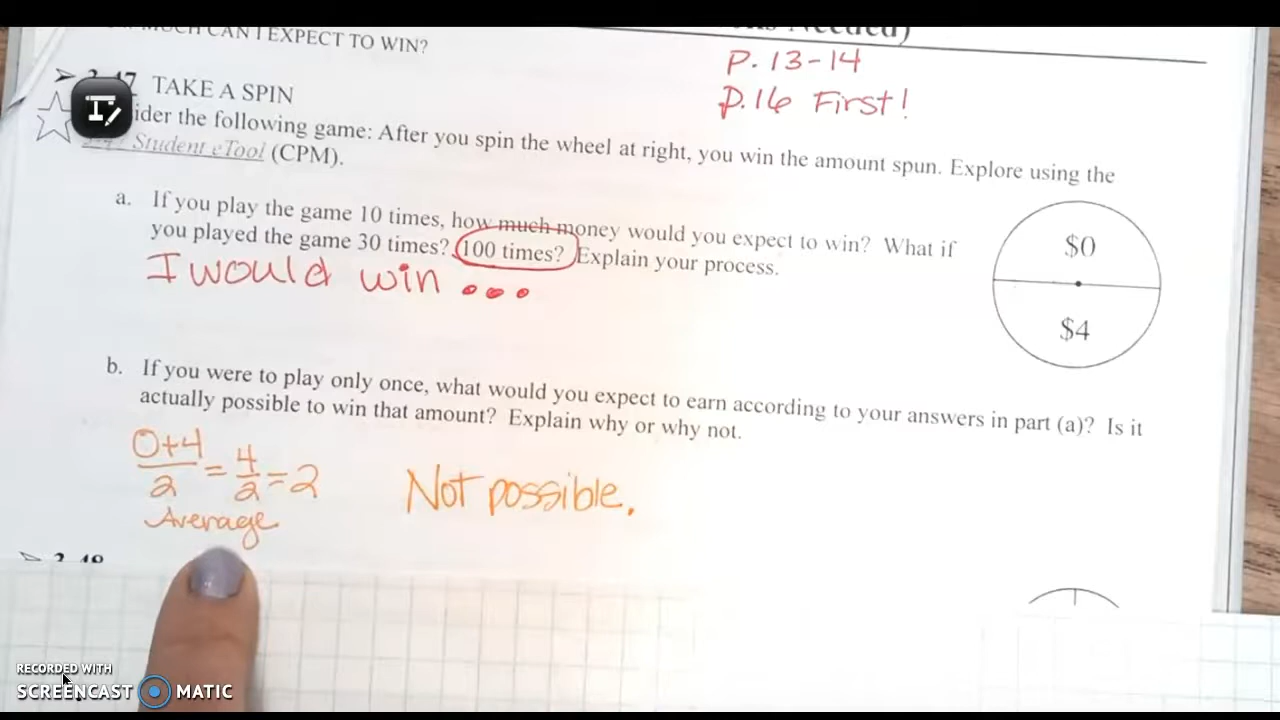 CAN I EXPECT TO WIN?
P. 13-14
P. 16 First!
TAKE A SPIN
ider the following game: After you spin the wheel at right, you win the amount spun. Explore using the
Student eTool (CPM).
a. If you play the game 10 times, how much money would you expect to win? What if
you played the game 30 times? 100 times? Explain your process.
I would win ...
$0
$4
b. If you were to play only once, what would you expect to earn according to your answers in part (a)? Is it
actually possible to win that amount? Explain why or why not.
0+4/2 = 4/2 = 2
Not possible.
Average
RECORDED WITH
SCREENCAST MATIC